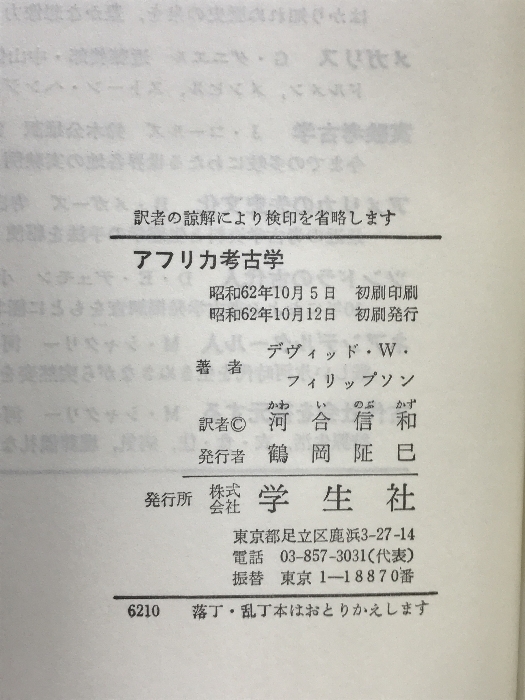 訳者の諒解により検印を省略します
アフリカ考古学
昭和62年10月5日 初刷印刷
昭和62年10月12日 初刷発行
著者 デヴィッド・W・
フィリップソン
かわ い のぶ かず
訳者© 河合信和
発行者 鶴岡阷巳
発行所 株式会社 学生社
東京都足立区鹿浜3-27-14
電話 03-857-3031(代表)
振替 東京1-18870番
6210 落丁・乱丁本はおとりかえします